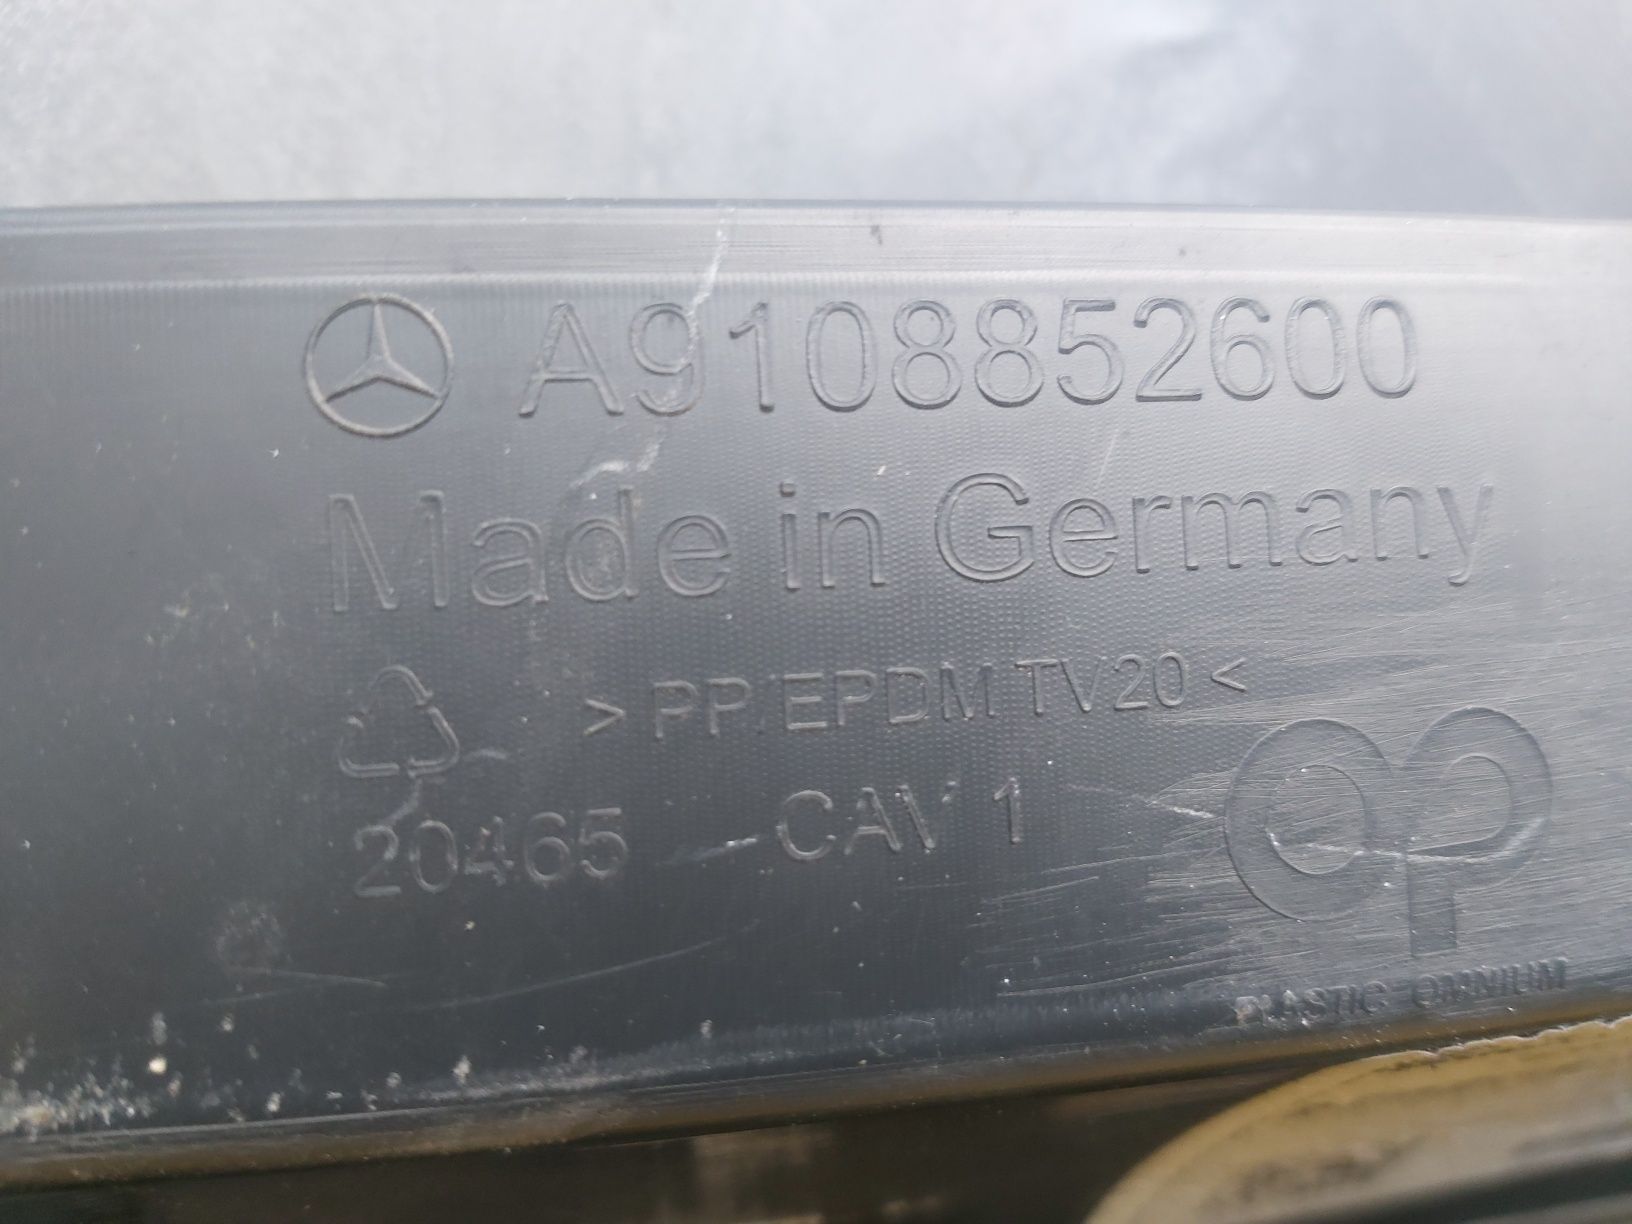 A9108852600
Made in Germany
> PP EPDM TV20 <
20465 CAV 1
op
PLASTIC OMNIUM